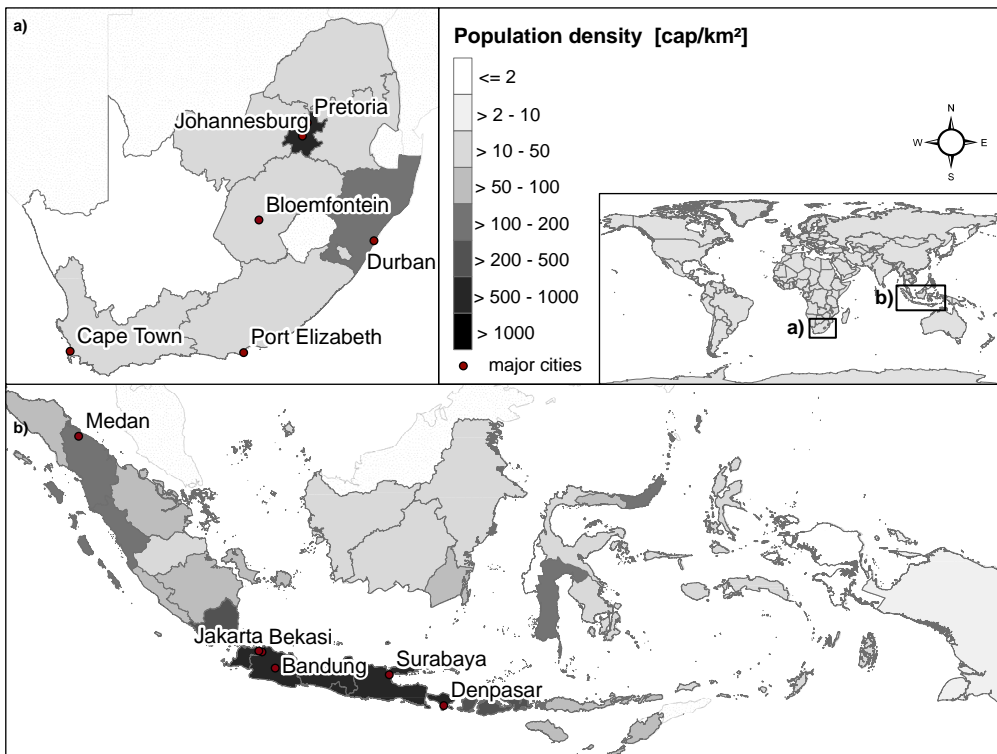 a)
Pretoria
Johannesburg
Bloemfontein
Durban
Cape Town
Port Elizabeth
Population density [cap/km²]
<= 2
> 2 - 10
> 10 - 50
> 50 - 100
> 100 - 200
> 200 - 500
> 500 - 1000
> 1000
major cities
N
W E
S
b)
a)
b)
Medan
Jakarta Bekasi
Bandung
Surabaya
Denpasar